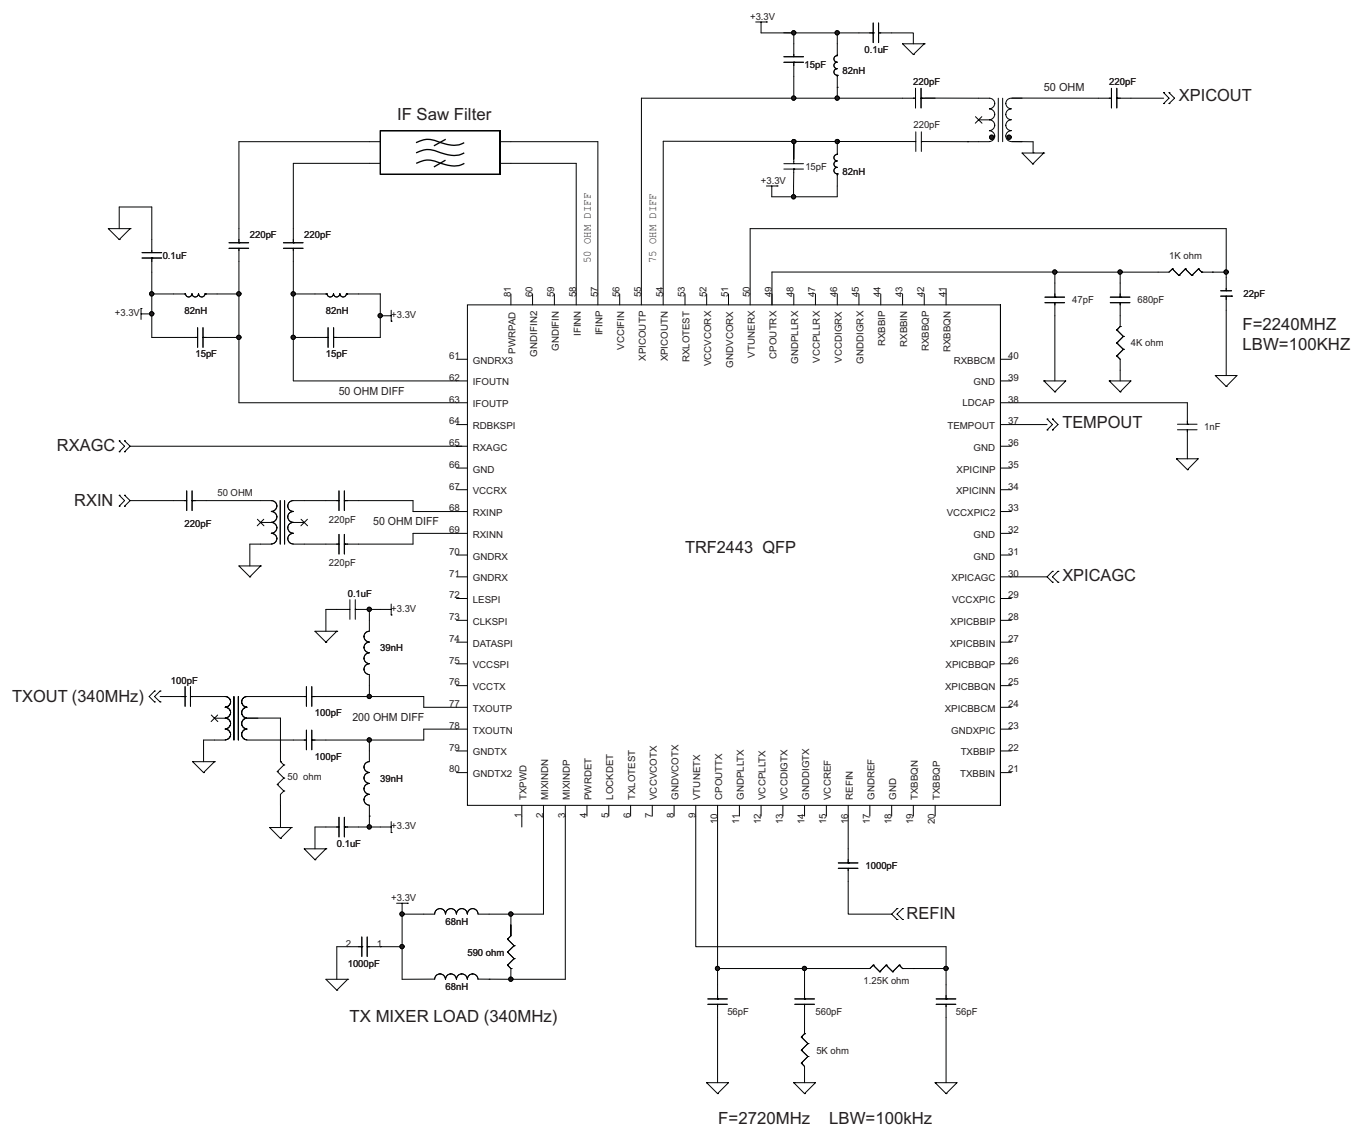 +3.3V
0.1uF
15pF
82nH
220pF
50 OHM
220pF
XPICOUT
220pF
15pF
82nH
+3.3V
IF Saw Filter
50 OHM DIFF
75 OHM DIFF
0.1uF
220pF
220pF
+3.3V
82nH
15pF
82nH
15pF
+3.3V
50 OHM DIFF
1K ohm
47pF
680pF
22pF
4K ohm
F=2240MHZ
LBW=100KHZ
81 PWRPAD
60 GNDIFIN2
59 GNDIFIN
58 IFINN
57 IFINP
56 VCCIFIN
55 XPICOUTP
54 XPICOUTN
53 RXLOTEST
52 VCCVCORX
51 GNDVCORX
50 VTUNERX
49 CPOUTRX
48 GNDPLLRX
47 VCCPLLRX
46 VCCDIGRX
45 GNDDIGRX
44 RXBBIP
43 RXBBIN
42 RXBBQP
41 RXBBQN
61 GNDRX3
62 IFOUTN
63 IFOUTP
64 RDBKSPI
65 RXAGC
66 GND
67 VCCRX
68 RXINP
69 RXINN
70 GNDRX
71 GNDRX
72 LESPI
73 CLKSPI
74 DATASPI
75 VCCSPI
76 VCCTX
77 TXOUTP
78 TXOUTN
79 GNDTX
80 GNDTX2
TRF2443 QFP
RXBBCM 40
GND 39
LDCAP 38
TEMPOUT 37
GND 36
XPICINP 35
XPICINN 34
VCCXPIC2 33
GND 32
GND 31
XPICAGC 30
VCCXPIC 29
XPICBBIP 28
XPICBBIN 27
XPICBBQP 26
XPICBBQN 25
XPICBBCM 24
GNDXPIC 23
TXBBIP 22
TXBBIN 21
TXPWD 1
MIXINDN 2
MIXINDP 3
PWRDET 4
LOCKDET 5
TXLOTEST 6
VCCVCOTX 7
GNDVCOTX 8
VTUNETX 9
CPOUTTX 10
GNDPLLTX 11
VCCPLLTX 12
VCCDIGTX 13
GNDDIGTX 14
VCCREF 15
REFIN 16
GNDREF 17
GND 18
TXBBQN 19
TXBBQP 20
TEMPOUT
1nF
XPICAGC
RXAGC
RXIN
220pF
50 OHM
220pF
50 OHM DIFF
220pF
0.1uF
+3.3V
39nH
TXOUT (340MHz)
100pF
100pF
200 OHM DIFF
100pF
50 ohm
39nH
0.1uF
+3.3V
+3.3V
68nH
2
1
1000pF
590 ohm
68nH
TX MIXER LOAD (340MHz)
1000pF
REFIN
1.25K ohm
56pF
560pF
56pF
5K ohm
F=2720MHz LBW=100kHz